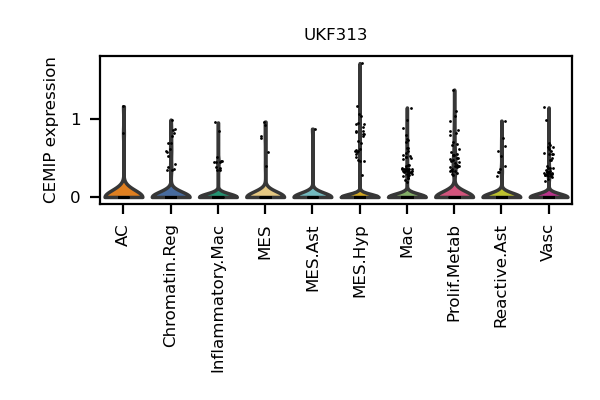 UKF313
CEMIP expression
1
0
AC
Chromatin.Reg
Inflammatory.Mac
MES
MES.Ast
MES.Hyp
Mac
Prolif.Metab
Reactive.Ast
Vasc